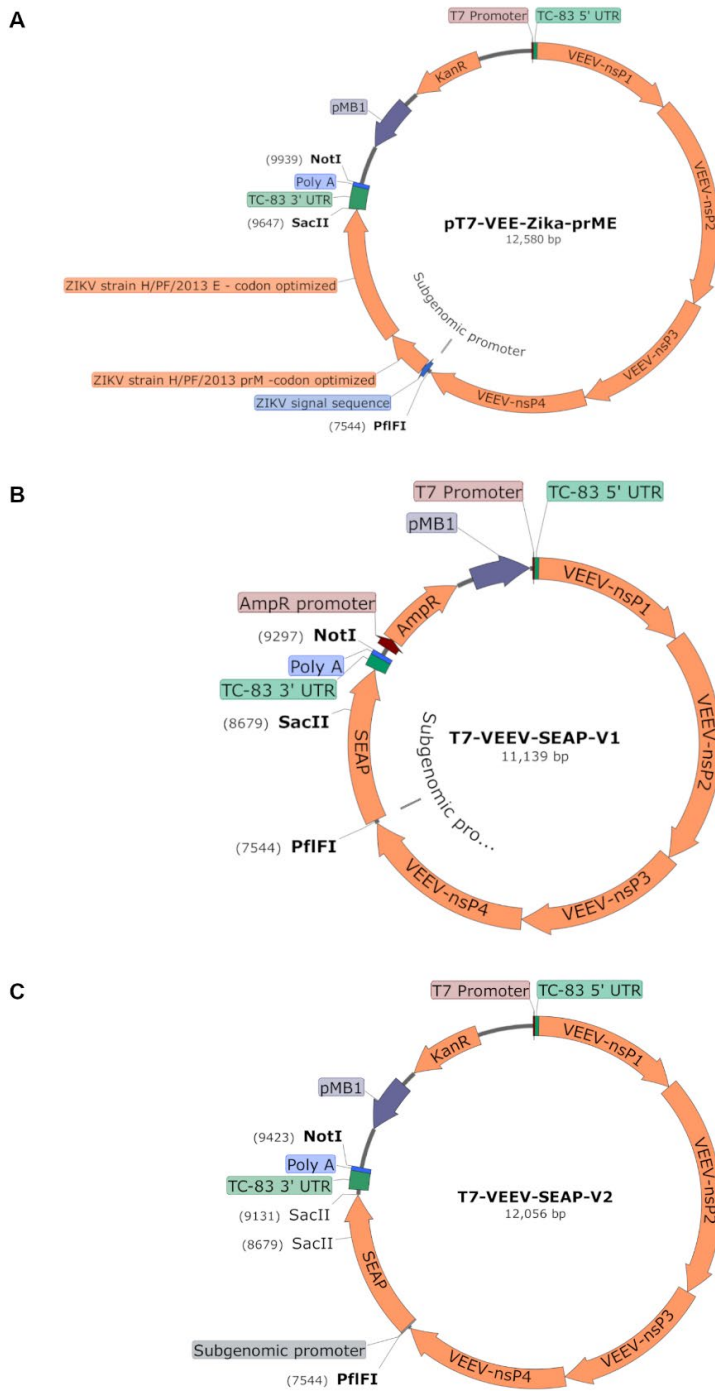 A
T7 Promoter
TC-83 5' UTR
KanR
VEEV-nsP1
pMB1
(9939) NotI
Poly A
TC-83 3' UTR
(9647) SacII
VEEV-nsP2
pT7-VEE-Zika-prME
12,580 bp
ZIKV strain H/PF/2013 E - codon optimized
Subgenomic promoter
VEEV-nsP3
ZIKV strain H/PF/2013 prM -codon optimized
ZIKV signal sequence
VEEV-nsP4
(7544) PflFI
B
T7 Promoter
TC-83 5' UTR
pMB1
VEEV-nsP1
AmpR promoter
AmpR
(9297) NotI
Poly A
TC-83 3' UTR
(8679) SacII
VEEV-nsP2
T7-VEEV-SEAP-V1
11,139 bp
SEAP
Subgenomic pro...
(7544) PflFI
VEEV-nsP3
VEEV-nsP4
C
T7 Promoter
TC-83 5' UTR
KanR
VEEV-nsP1
pMB1
(9423) NotI
Poly A
TC-83 3' UTR
(9131) SacII
(8679) SacII
VEEV-nsP2
T7-VEEV-SEAP-V2
12,056 bp
SEAP
VEEV-nsP3
Subgenomic promoter
(7544) PflFI
VEEV-nsP4